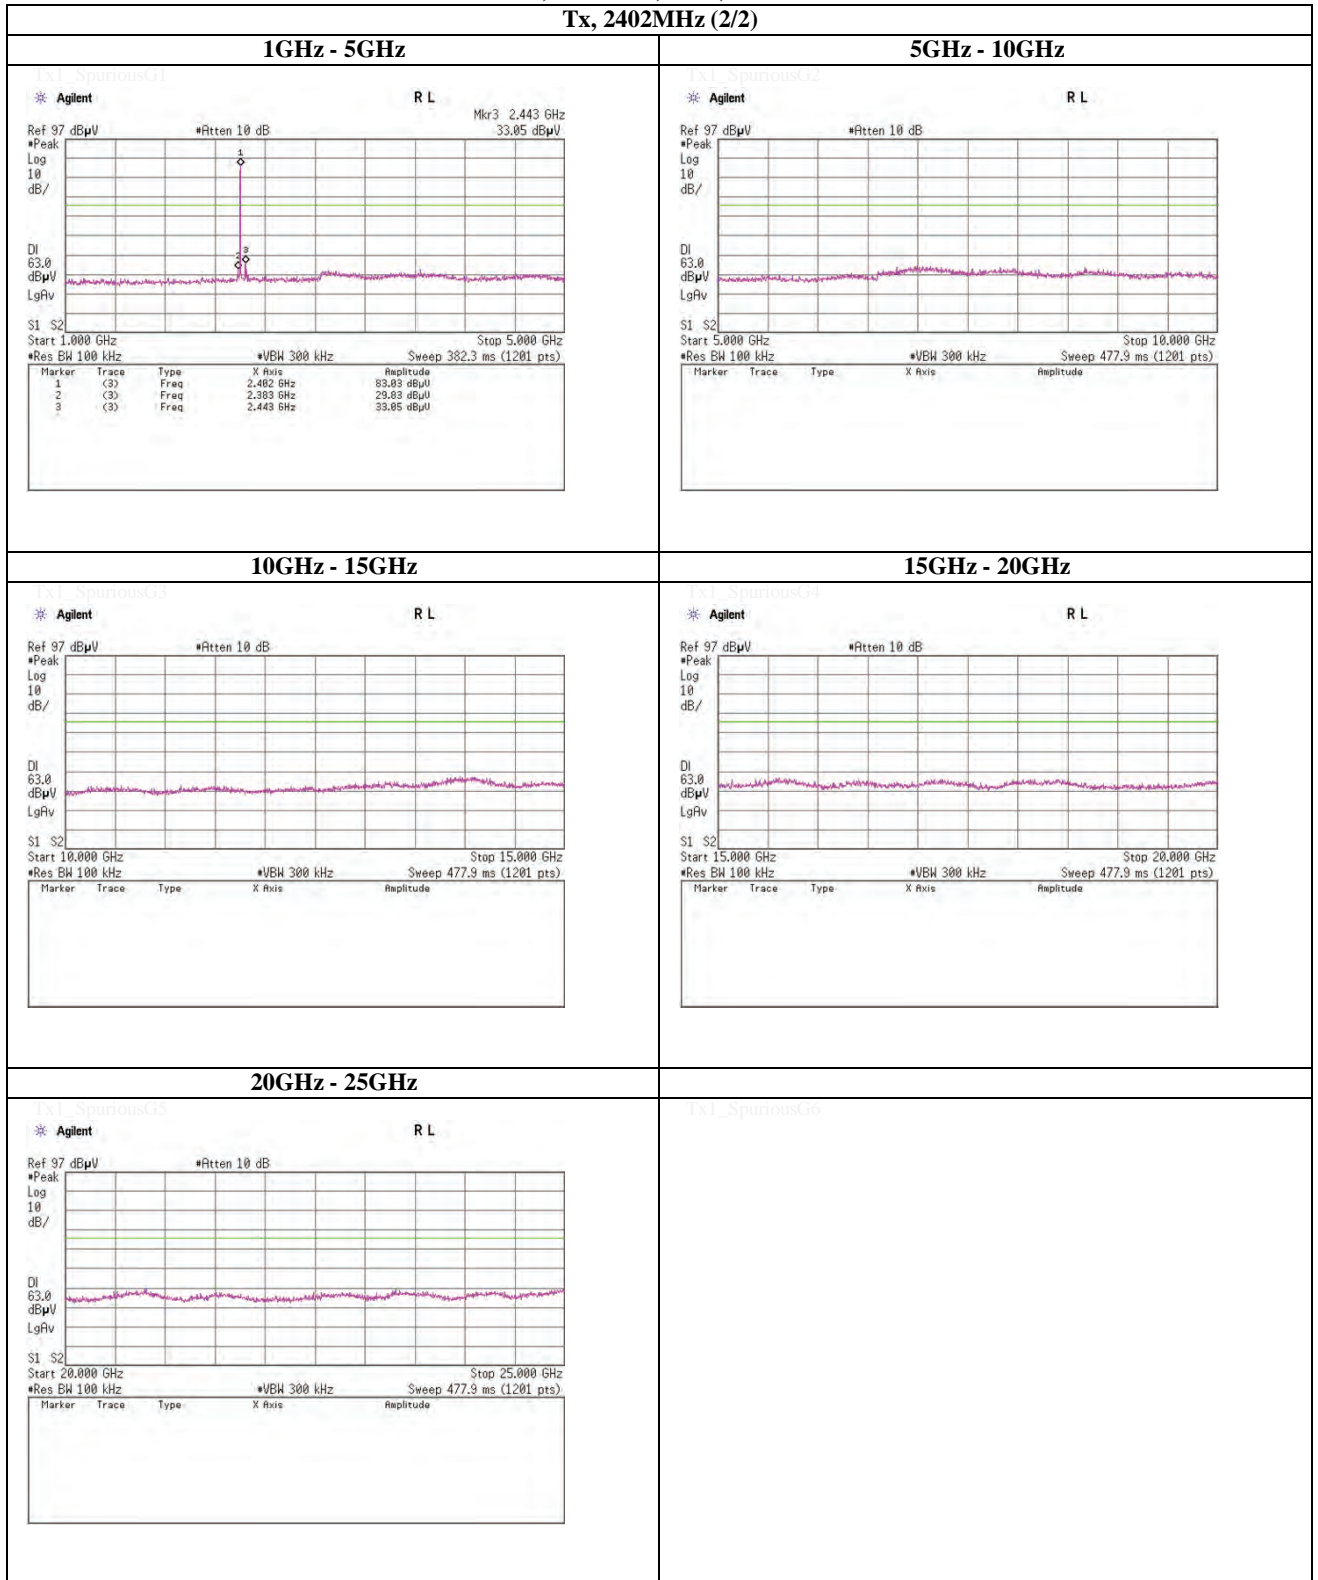 Tx, 2402MHz (2/2)
1GHz - 5GHz
Tx1_SpuriousG1
Agilent
R L
Mkr3 2.443 GHz
Ref 97 dBµV
#Atten 10 dB
33.05 dBµV
#Peak
Log
10
dB/
1
2
3
DI
63.0
dBµV
LgAv
S1 S2
Start 1.000 GHz
Stop 5.000 GHz
#Res BW 100 kHz
#VBW 300 kHz
Sweep 382.3 ms (1201 pts)
Marker Trace Type X Axis Amplitude
1 (3) Freq 2.402 GHz 83.03 dBµV
2 (3) Freq 2.383 GHz 29.83 dBµV
3 (3) Freq 2.443 GHz 33.05 dBµV
5GHz - 10GHz
Tx1_SpuriousG2
Agilent
R L
Ref 97 dBµV
#Atten 10 dB
#Peak
Log
10
dB/
DI
63.0
dBµV
LgAv
S1 S2
Start 5.000 GHz
Stop 10.000 GHz
#Res BW 100 kHz
#VBW 300 kHz
Sweep 477.9 ms (1201 pts)
Marker Trace Type X Axis Amplitude
10GHz - 15GHz
Tx1_SpuriousG3
Agilent
R L
Ref 97 dBµV
#Atten 10 dB
#Peak
Log
10
dB/
DI
63.0
dBµV
LgAv
S1 S2
Start 10.000 GHz
Stop 15.000 GHz
#Res BW 100 kHz
#VBW 300 kHz
Sweep 477.9 ms (1201 pts)
Marker Trace Type X Axis Amplitude
15GHz - 20GHz
Tx1_SpuriousG4
Agilent
R L
Ref 97 dBµV
#Atten 10 dB
#Peak
Log
10
dB/
DI
63.0
dBµV
LgAv
S1 S2
Start 15.000 GHz
Stop 20.000 GHz
#Res BW 100 kHz
#VBW 300 kHz
Sweep 477.9 ms (1201 pts)
Marker Trace Type X Axis Amplitude
20GHz - 25GHz
Tx1_SpuriousG5
Agilent
R L
Ref 97 dBµV
#Atten 10 dB
#Peak
Log
10
dB/
DI
63.0
dBµV
LgAv
S1 S2
Start 20.000 GHz
Stop 25.000 GHz
#Res BW 100 kHz
#VBW 300 kHz
Sweep 477.9 ms (1201 pts)
Marker Trace Type X Axis Amplitude
Tx1_SpuriousG6